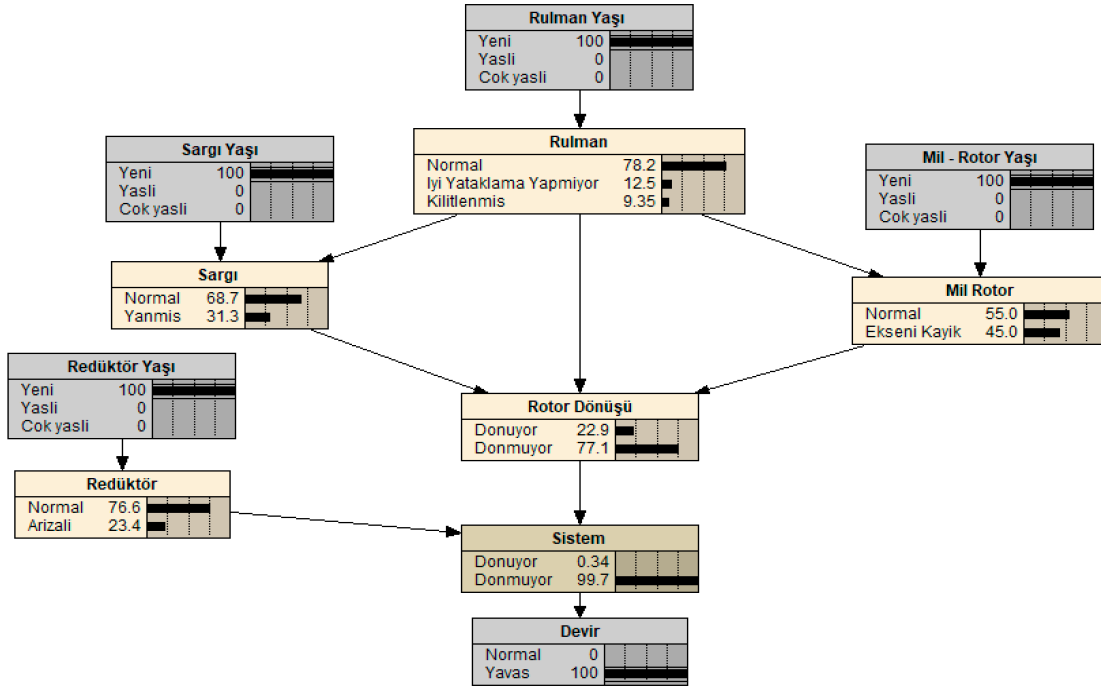 Rulman Yaşı
Yeni 100
Yasli 0
Cok yasli 0
Sargı Yaşı
Yeni 100
Yasli 0
Cok yasli 0
Rulman
Normal 78.2
Iyi Yataklama Yapmiyor 12.5
Kilitlenmis 9.35
Mil - Rotor Yaşı
Yeni 100
Yasli 0
Cok yasli 0
Sargı
Normal 68.7
Yanmis 31.3
Mil Rotor
Normal 55.0
Ekseni Kayik 45.0
Redüktör Yaşı
Yeni 100
Yasli 0
Cok yasli 0
Rotor Dönüşü
Donuyor 22.9
Donmuyor 77.1
Redüktör
Normal 76.6
Arizali 23.4
Sistem
Donuyor 0.34
Donmuyor 99.7
Devir
Normal 0
Yavas 100